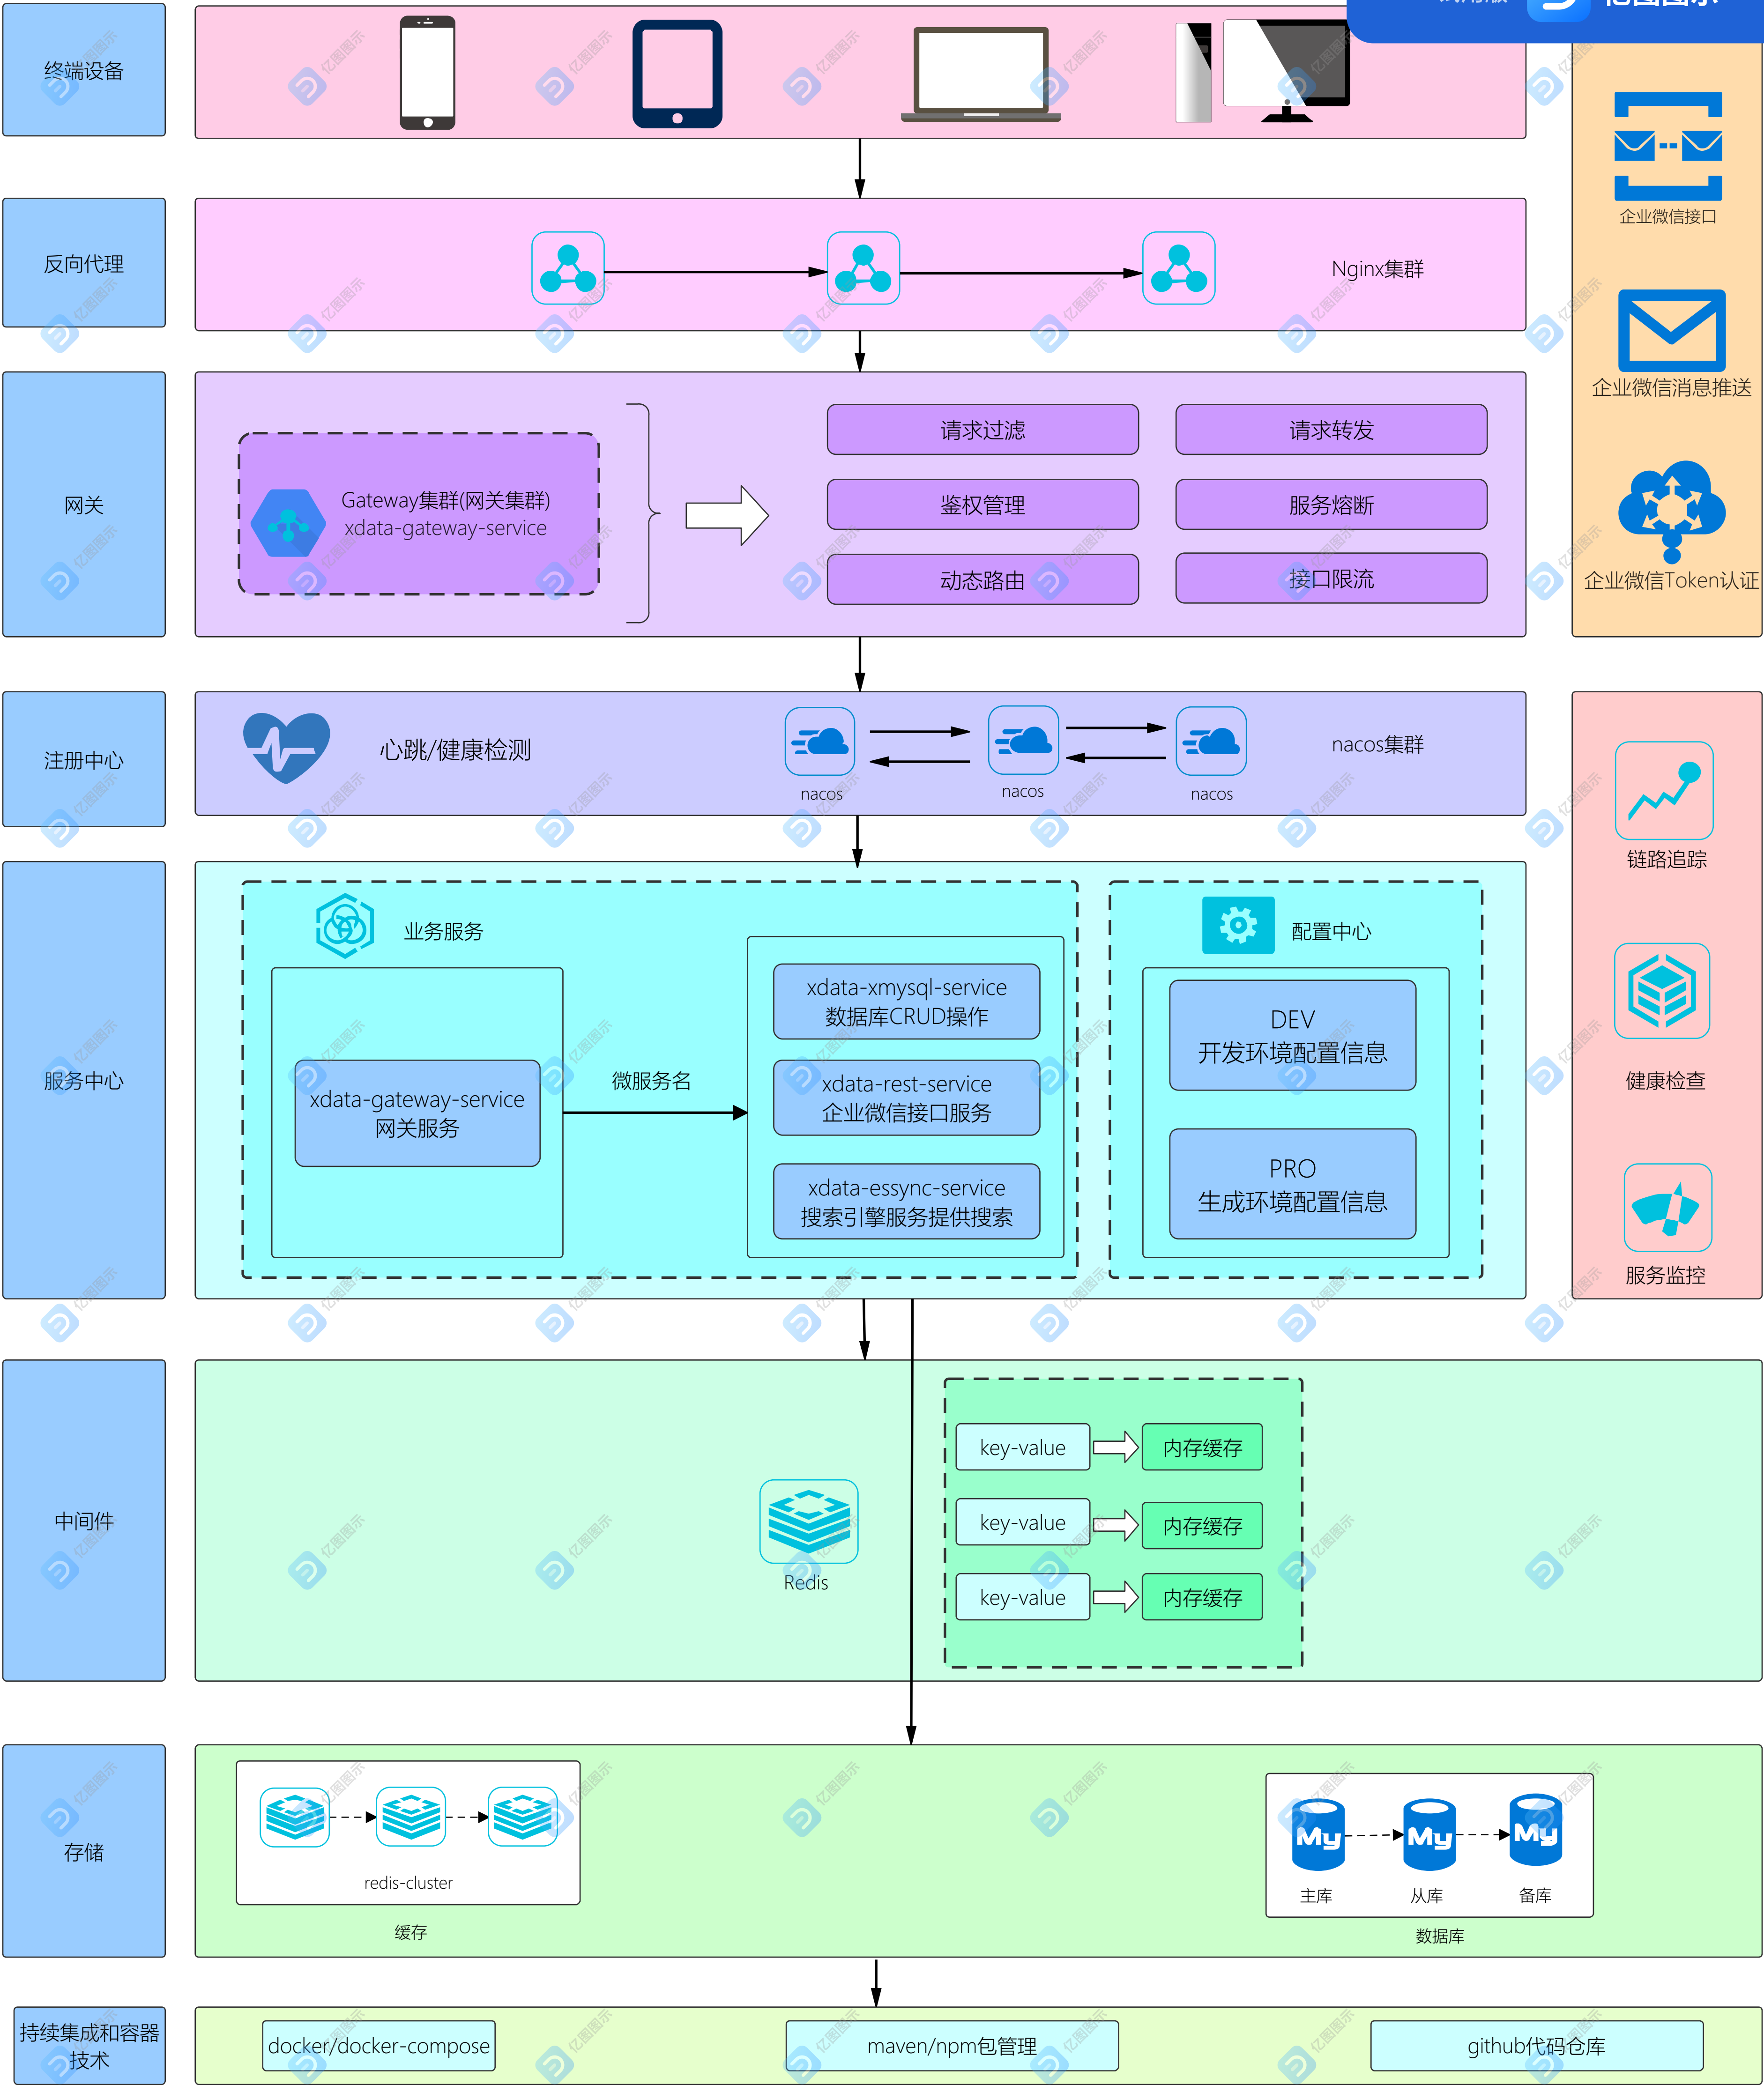 亿图图示
终端设备
企业微信接口
反向代理
Nginx集群
企业微信消息推送
网关
Gateway集群(网关集群)
xdata-gateway-service
请求过滤
请求转发
鉴权管理
服务熔断
动态路由
接口限流
企业微信Token认证
注册中心
心跳/健康检测
nacos
nacos
nacos
nacos集群
链路追踪
服务中心
业务服务
xdata-gateway-service
网关服务
微服务名
xdata-xmysql-service
数据库CRUD操作
xdata-rest-service
企业微信接口服务
xdata-essync-service
搜索引擎服务提供搜索
配置中心
DEV
开发环境配置信息
PRO
生成环境配置信息
健康检查
服务监控
中间件
Redis
key-value
内存缓存
key-value
内存缓存
key-value
内存缓存
存储
redis-cluster
缓存
My
My
My
主库
从库
备库
数据库
持续集成和容器
技术
docker/docker-compose
maven/npm包管理
github代码仓库